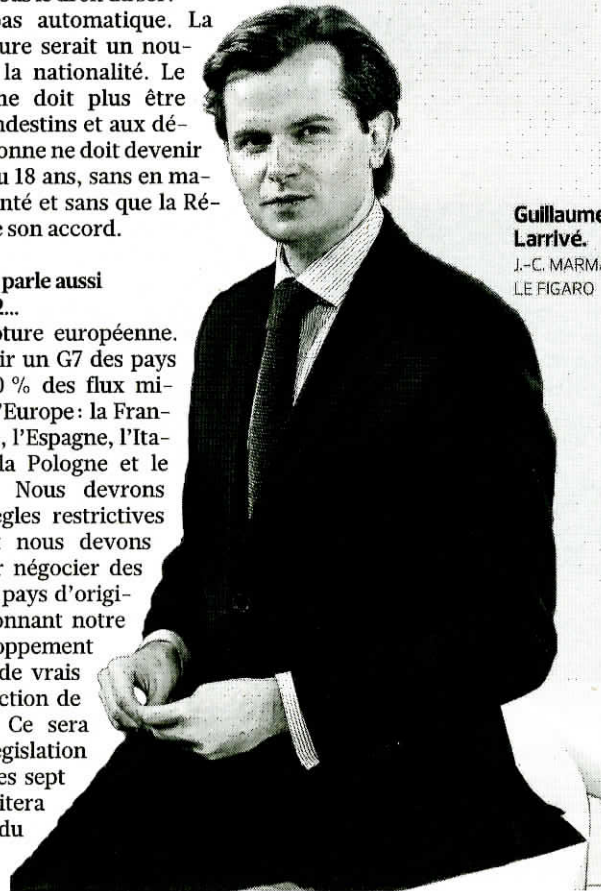 pas automatique. La
ure serait un nou-
la nationalité. Le
ne doit plus être
ndestins et aux dé-
onne ne doit devenir
u 18 ans, sans en ma-
nté et sans que la Ré-
e son accord.
parle aussi
oture européenne.
ir un G7 des pays
0 % des flux mi-
'Europe : la Fran-
, l'Espagne, l'Ita-
la Pologne et le
Nous devrons
ègles restrictives
nous devons
r négocier des
pays d'origi-
onnant notre
oppement
de vrais
ction de
Ce sera
égislation
es sept
itera
du
Guillaume
Larrivé.
J.-C. MARMA
LE FIGARO